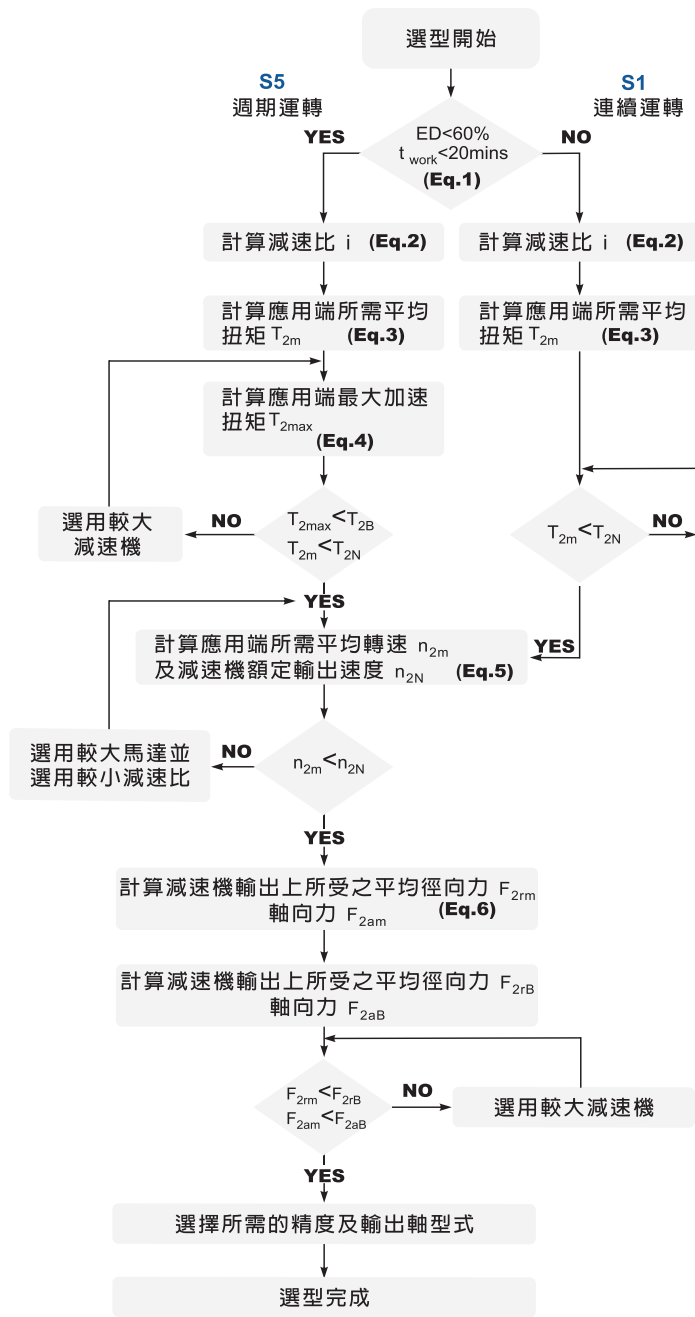 選型開始
S5
週期運轉
S1
連續運轉
YES
ED<60%
t work<20mins
(Eq.1)
NO
計算減速比 i (Eq.2)
計算減速比 i (Eq.2)
計算應用端所需平均
扭矩T2m (Eq.3)
計算應用端所需平均
扭矩T2m (Eq.3)
計算應用端最大加速
扭矩T2max
(Eq.4)
選用較大
減速機
NO
T2max<T2B
T2m<T2N
T2m<T2N
NO
YES
計算應用端所需平均轉速 n2m
及減速機額定輸出速度 n2N (Eq.5)
YES
選用較大馬達並
選用較小減速比
NO
n2m<n2N
YES
計算減速機輸出上所受之平均徑向力 F2rm
軸向力 F2am (Eq.6)
計算減速機輸出上所受之平均徑向力 F2rB
軸向力 F2aB
F2rm<F2rB
F2am<F2aB
NO
選用較大減速機
YES
選擇所需的精度及輸出軸型式
選型完成